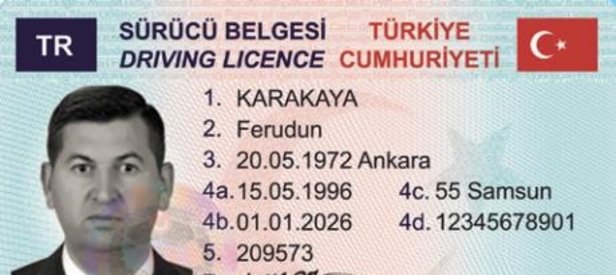 TR
SÜRÜCÜ BELGESİ TÜRKİYE
DRIVING LICENCE CUMHURİYETİ
1. KARAKAYA
2. Ferudun
3. 20.05.1972 Ankara
4a. 15.05.1996 4c. 55 Samsun
4b. 01.01.2026 4d. 12345678901
5. 209573